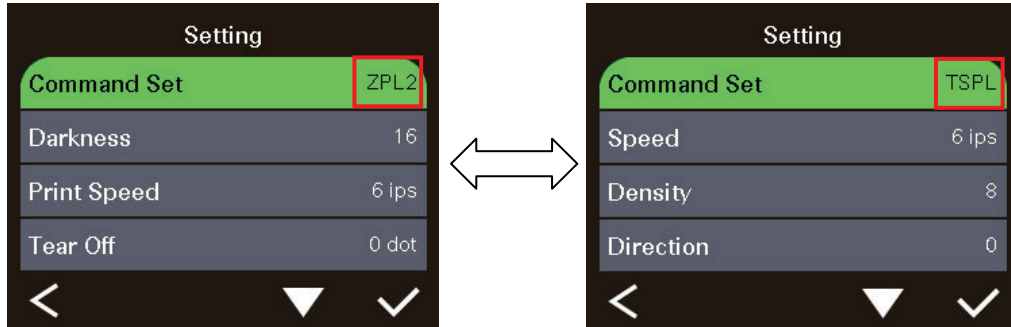 Setting
Command Set ZPL2
Darkness 16
Print Speed 6 ips
Tear Off 0 dot
Setting
Command Set TSPL
Speed 6 ips
Density 8
Direction 0